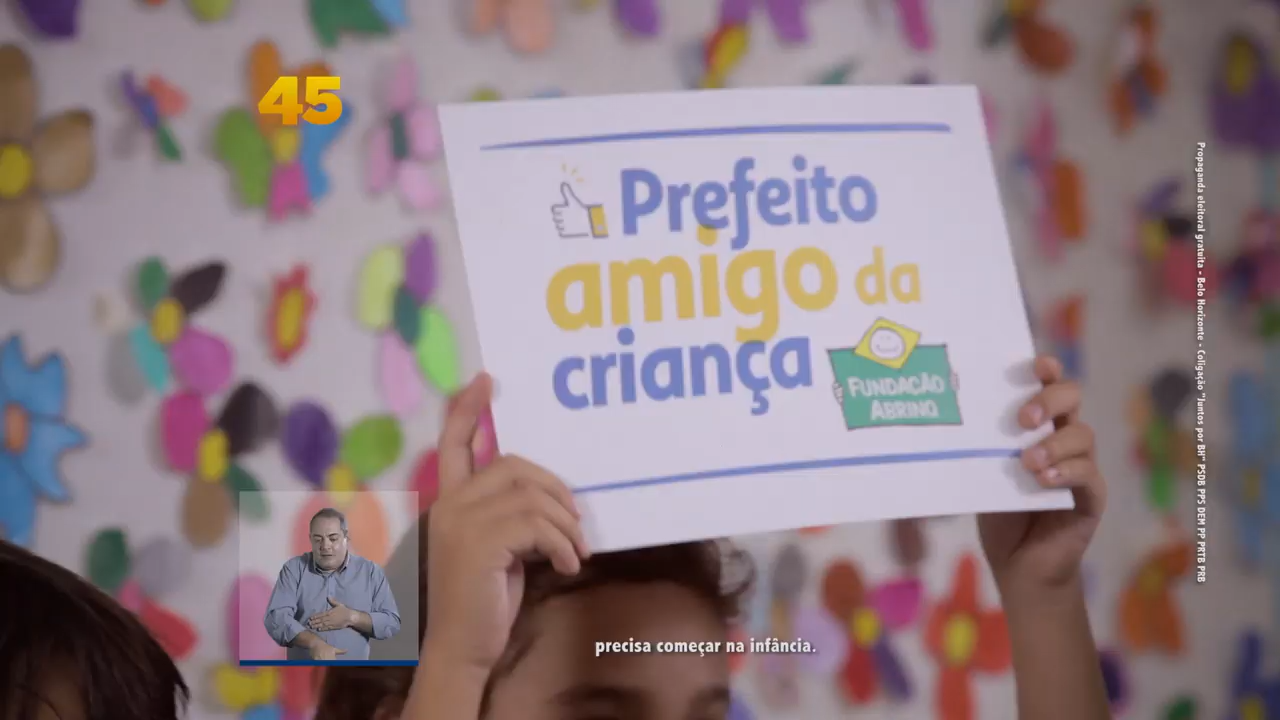 45
Prefeito
amigo da
criança
FUNDAÇÃO
ABRINQ
precisa começar na infância.
Propaganda eleitoral gratuita - Belo Horizonte - Coligação "Juntos por BH" PSDB PPS DEM PP PRTB PRB